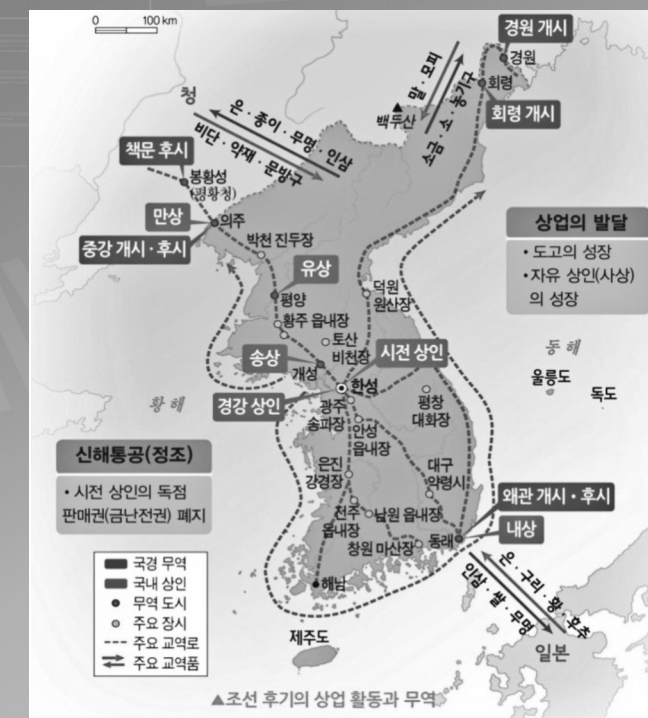 0 100 km
경원 개시
경원
회령
회령 개시
말·모피
소금·소·농기구
백두산
청
은·종이·무명·인삼
비단·약재·문방구
책문 후시
봉황성
(평황청)
만상
의주
중강 개시·후시
박천 진두장
유상
평양
덕원
원산장
황주 읍내장
토산
비천장
송상
개성
시전 상인
한성
경강 상인
광주
송파장
안성
읍내장
평창
대화장
상업의 발달
• 도고의 성장
• 자유 상인(사상)
의 성장
동해
울릉도
독도
황해
신해통공(정조)
• 시전 상인의 독점
판매권(금난전권) 폐지
은진
강경장
대구
약령시
전주
읍내장
남원 읍내장
창원 마산장
동래
왜관 개시·후시
내상
해남
제주도
은·구리·황·후추
인삼·쌀·무명
일본
국경 무역
국내 상인
무역 도시
주요 장시
주요 교역로
주요 교역품
▲조선 후기의 상업 활동과 무역